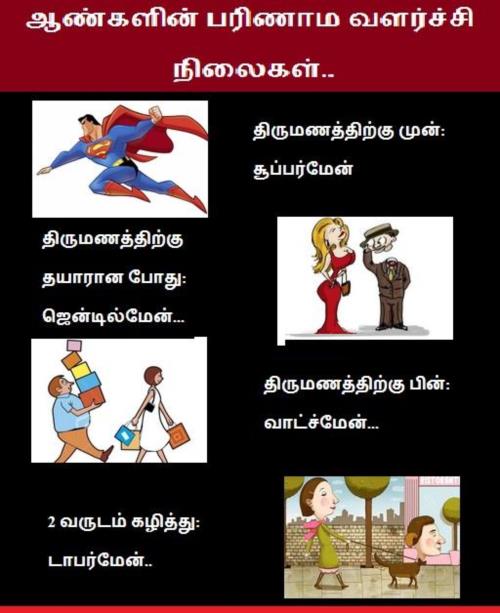 ஆண்களின் பரிணாம வளர்ச்சி
நிலைகள்..
திருமணத்திற்கு முன்:
சூப்பர்மேன்
திருமணத்திற்கு
தயாரான போது:
ஜென்டில்மேன்...
திருமணத்திற்கு பின்:
வாட்ச்மேன்...
2 வருடம் கழித்து:
டாபர்மேன்..